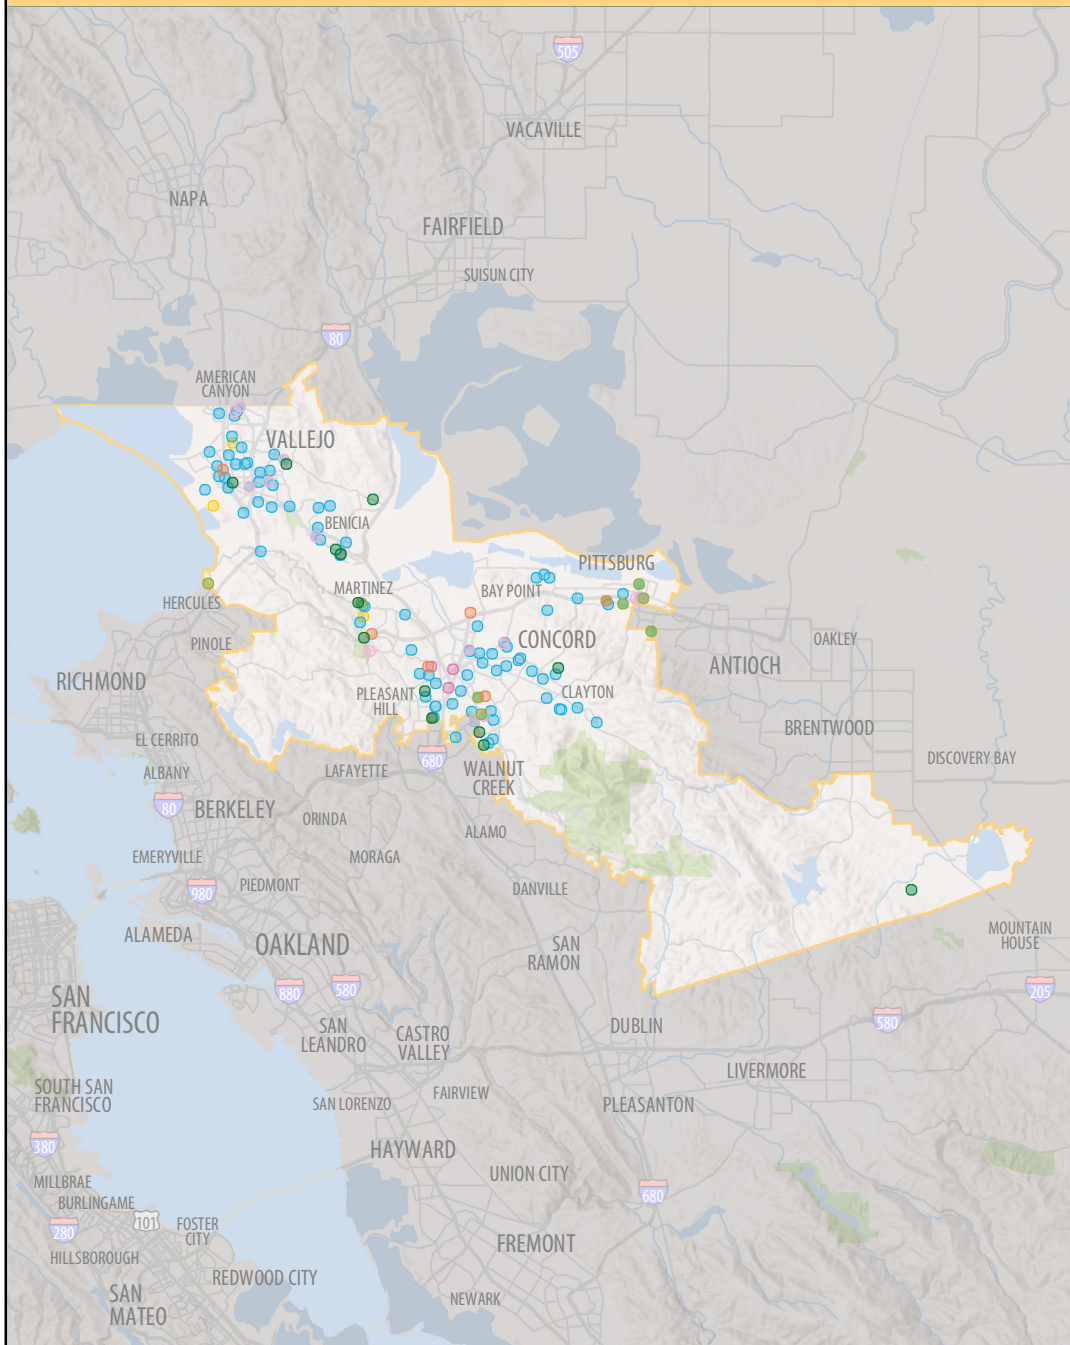 505
VACAVILLE
NAPA
FAIRFIELD
SUISUN CITY
80
AMERICAN
CANYON
VALLEJO
BENICIA
PITTSBURG
MARTINEZ
BAY POINT
HERCULES
CONCORD
OAKLEY
PINOLE
ANTIOCH
RICHMOND
PLEASANT
HILL
CLAYTON
BRENTWOOD
EL CERRITO
DISCOVERY BAY
680
ALBANY
LAFAYETTE
WALNUT
CREEK
80
BERKELEY
ORINDA
ALAMO
EMERYVILLE
MORAGA
980
PIEDMONT
DANVILLE
ALAMEDA
OAKLAND
SAN
RAMON
MOUNTAIN
HOUSE
880
580
205
SAN
FRANCISCO
580
SAN
LEANDRO
CASTRO
VALLEY
DUBLIN
LIVERMORE
SOUTH SAN
FRANCISCO
SAN LORENZO
FAIRVIEW
PLEASANTON
380
HAYWARD
MILLBRAE
UNION CITY
680
BURLINGAME
101
280
FOSTER
CITY
HILLSBOROUGH
FREMONT
REDWOOD CITY
SAN
MATEO
NEWARK